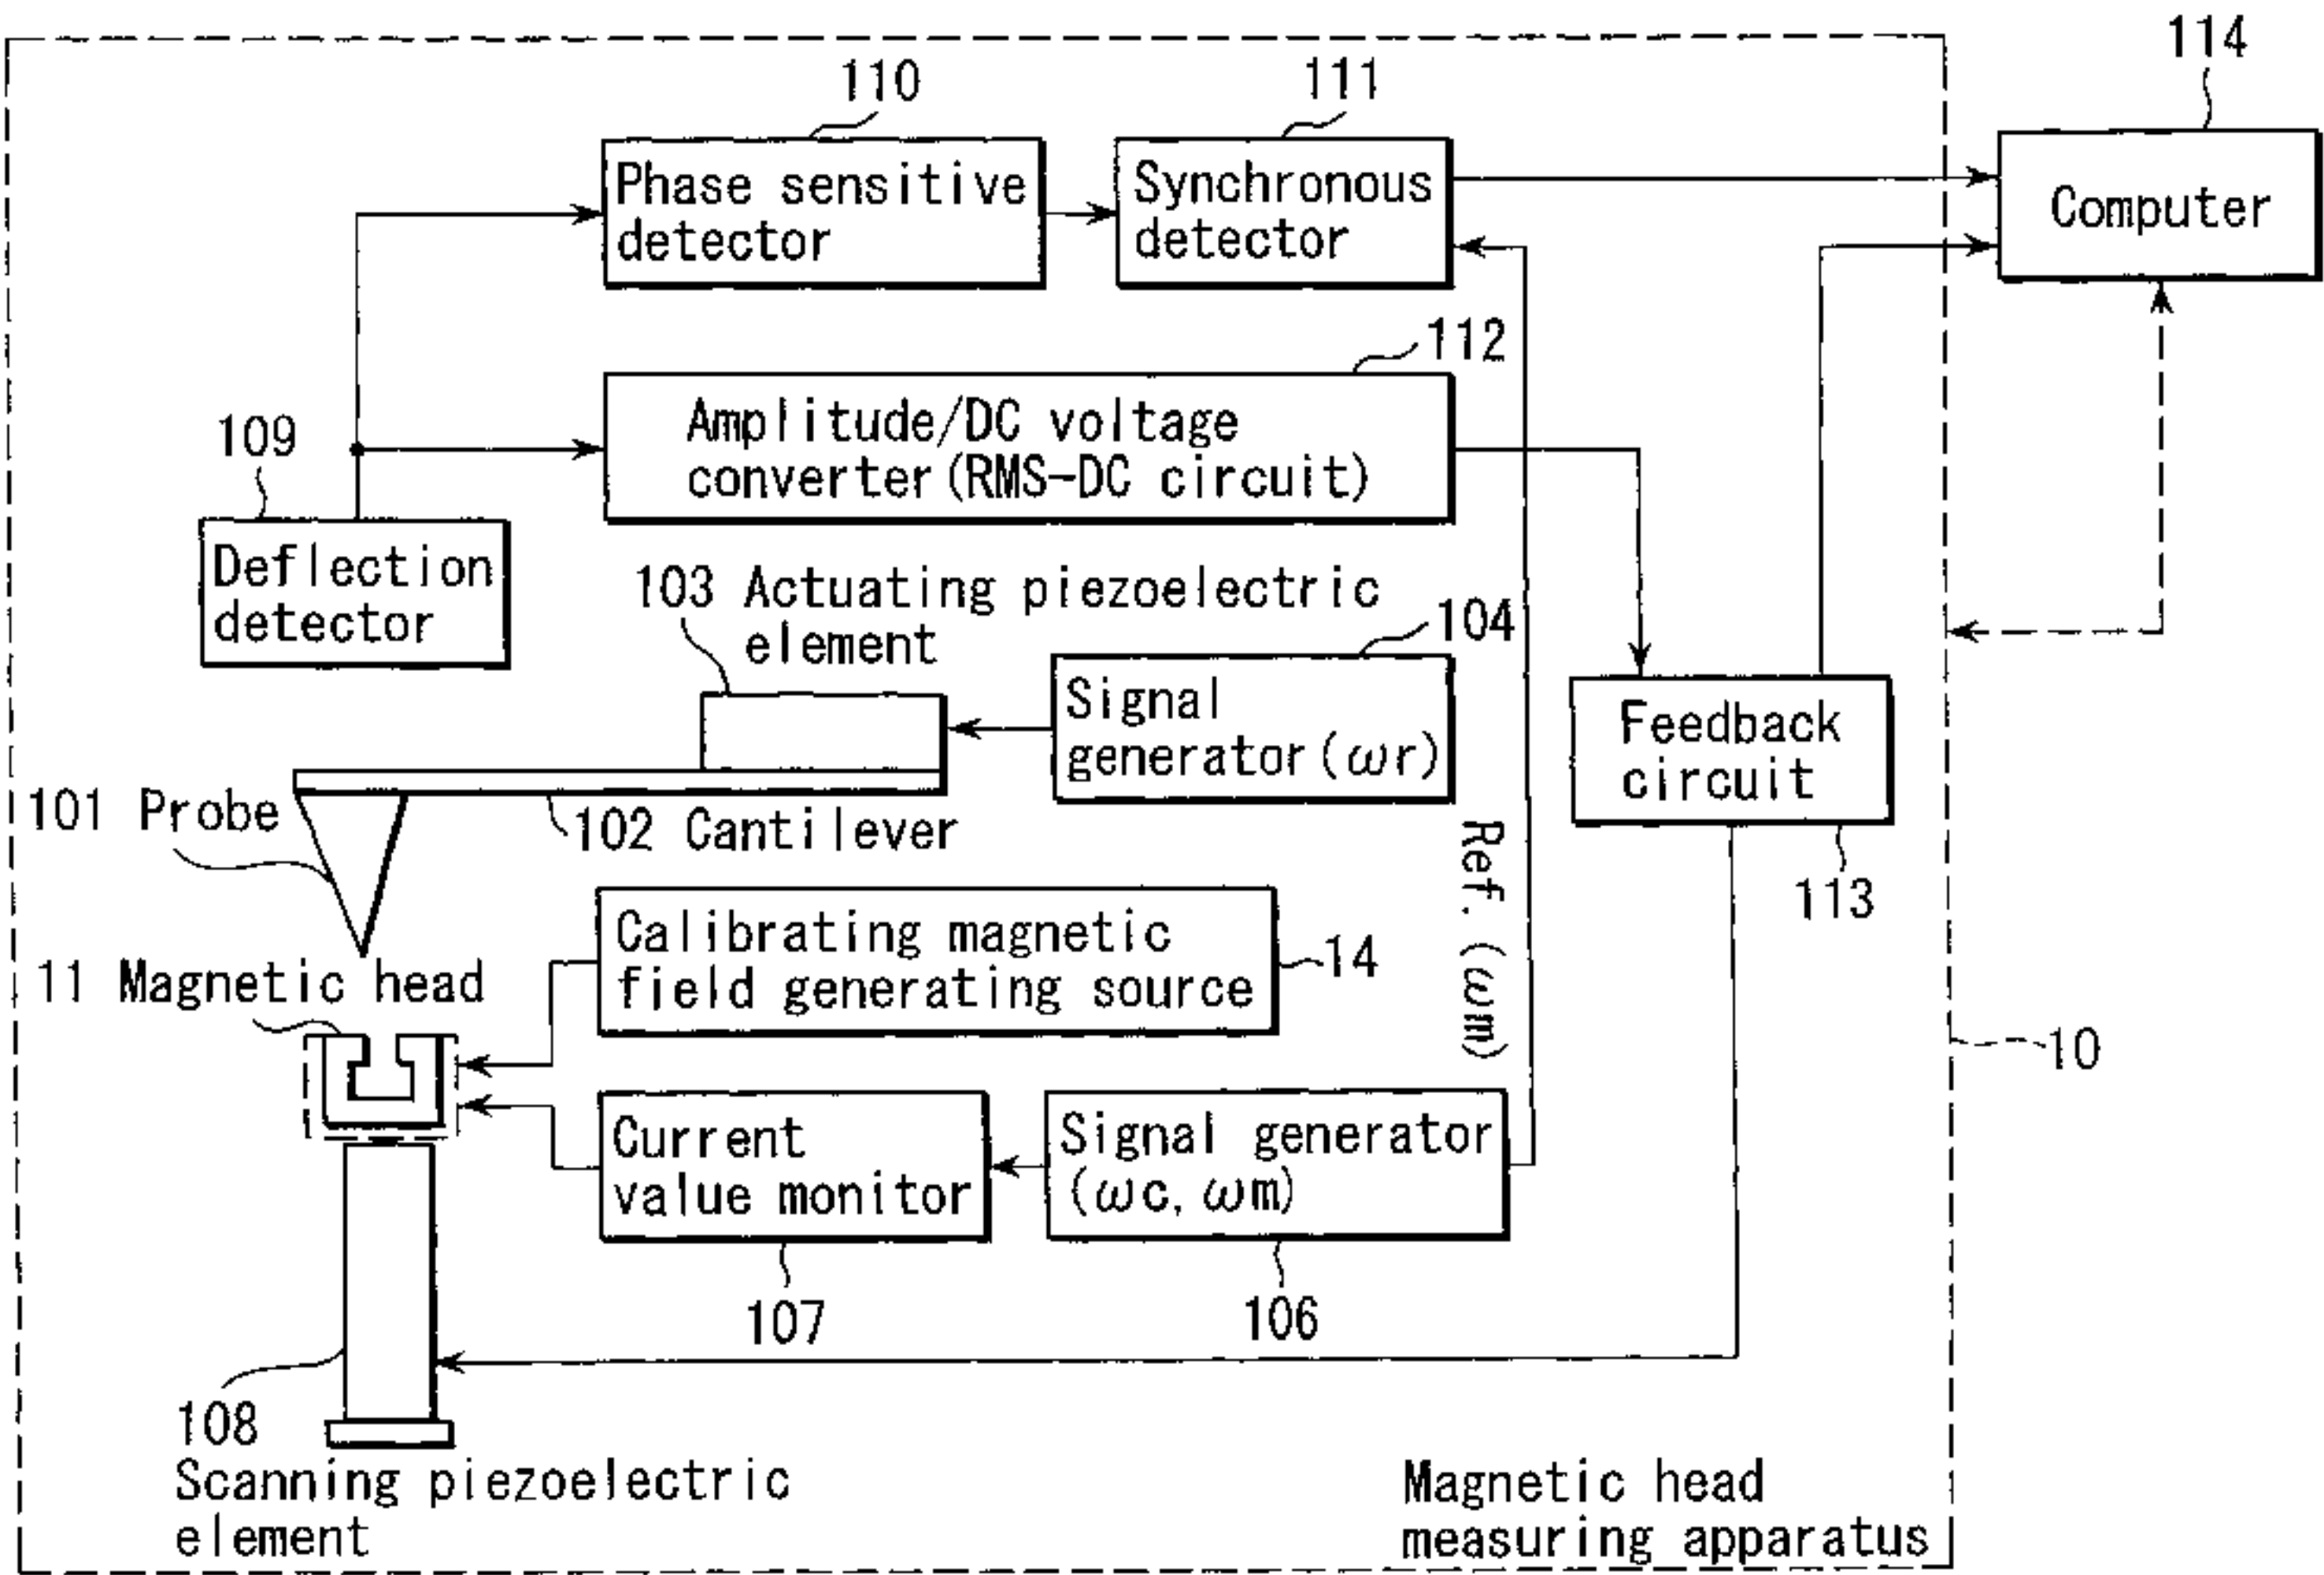 114
110
111
Phase sensitive
detector
Synchronous
detector
Computer
112
Amplitude/DC voltage
converter(RMS-DC circuit)
109
Deflection
detector
103 Actuating piezoelectric
element
104
Signal
generator(ωr)
Feedback
circuit
101 Probe
102 Cantilever
Ref. (ωm)
113
Calibrating magnetic
field generating source
14
11 Magnetic head
10
Current
value monitor
Signal generator
(ωc, ωm)
107
106
108
Scanning piezoelectric
element
Magnetic head
measuring apparatus